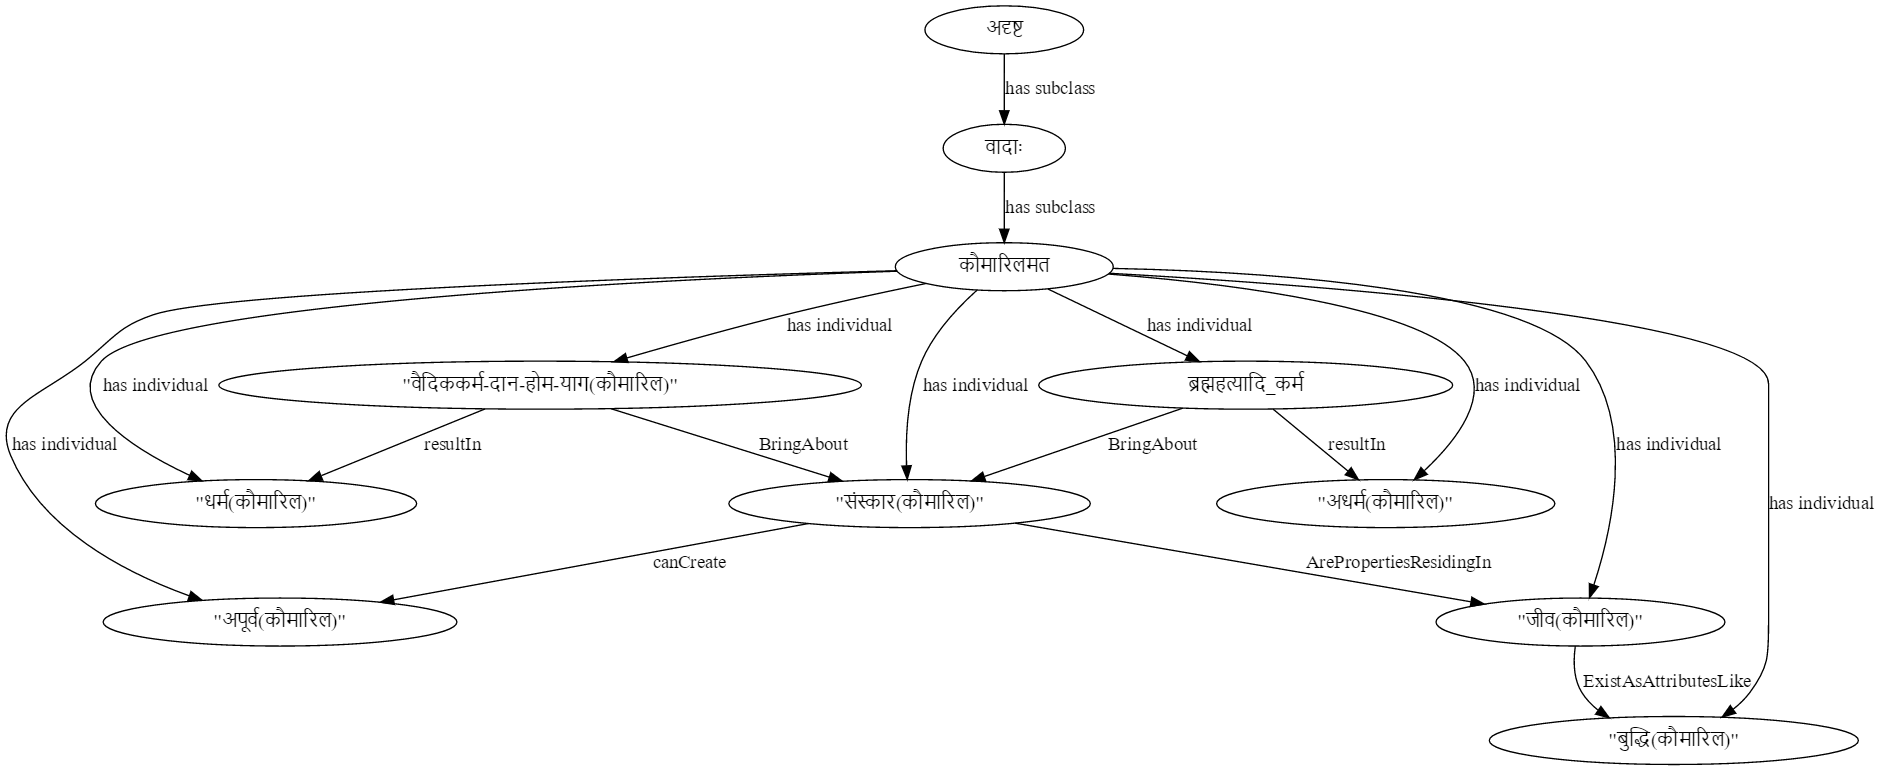 अदृष्ट
has subclass
वादाः
has subclass
कौमारिलमत
has individual has individual
"वैदिककर्म-दान-होम-याग(कौमारिल)" ब्रह्महत्यादि_कर्म
has individual has individual has individual
has individual resultIn BringAbout BringAbout resultIn has individual
"धर्म(कौमारिल)" "संस्कार(कौमारिल)" "अधर्म(कौमारिल)" has individual
canCreate ArePropertiesResidingIn
"अपूर्व(कौमारिल)" "जीव(कौमारिल)"
ExistAsAttributesLike
"बुद्धि(कौमारिल)"